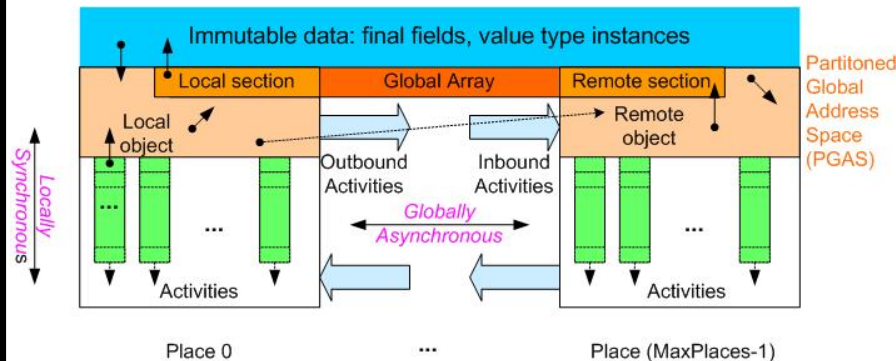 Immutable data: final fields, value type instances
Local section
Global Array
Remote section
Partitoned
Global
Address
Space
(PGAS)
Local
object
Remote
object
Outbound
Activities
Inbound
Activities
Locally
Synchronous
...
...
...
Globally
Asynchronous
Activities
Activities
Place 0
...
Place (MaxPlaces-1)